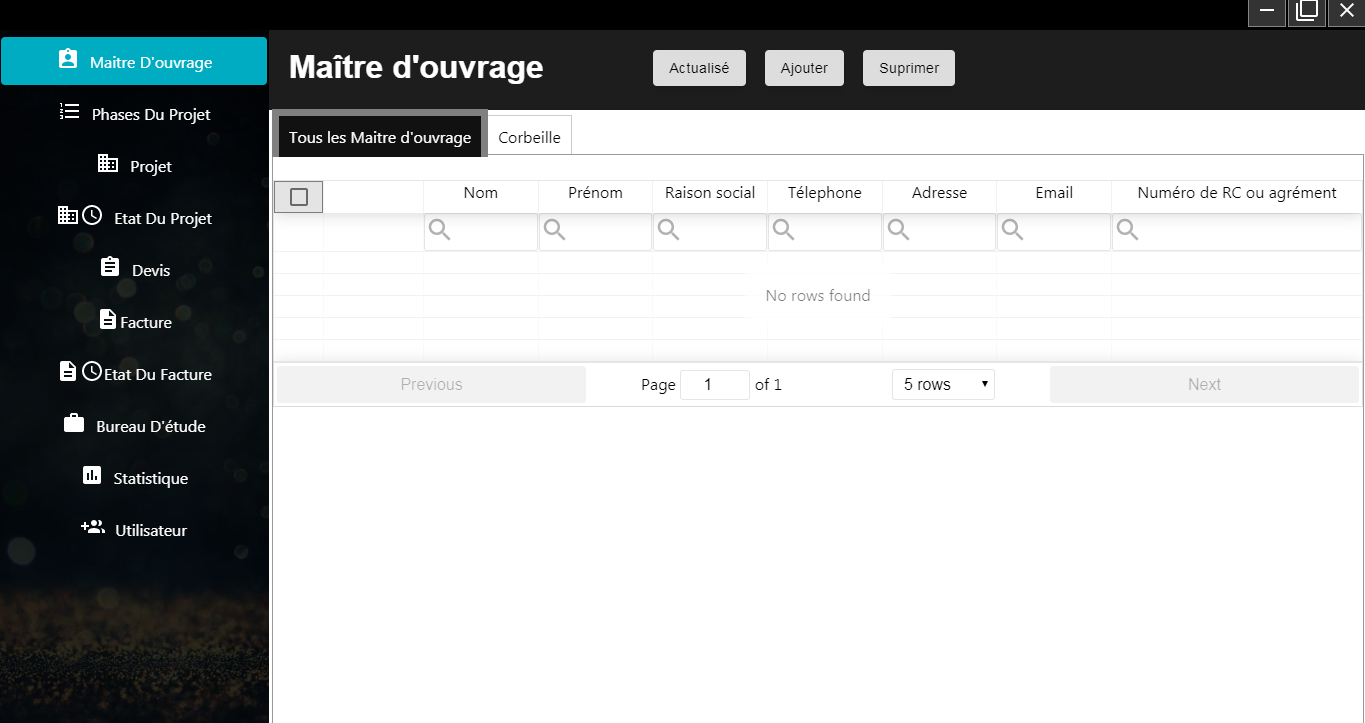 Maitre D'ouvrage
Phases Du Projet
Projet
Etat Du Projet
Devis
Facture
Etat Du Facture
Bureau D'étude
Statistique
Utilisateur
Maître d'ouvrage
Actualisé Ajouter Suprimer
Tous les Maitre d'ouvrage Corbeille
Nom Prénom Raison social Télephone Adresse Email Numéro de RC ou agrément
No rows found
Previous Page 1 of 1 5 rows Next